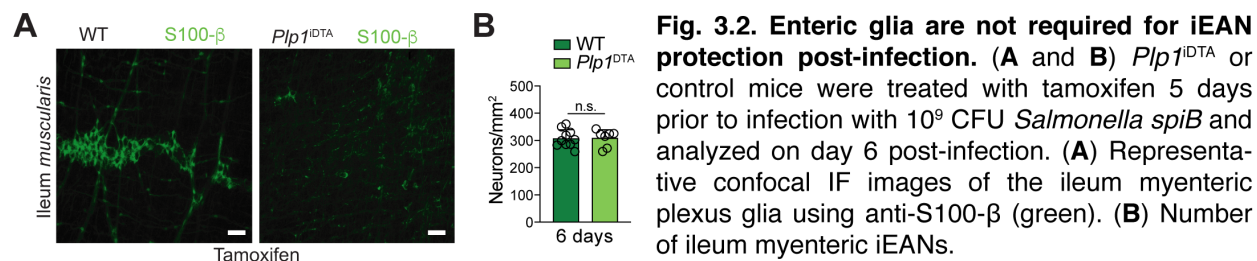 A
WT S100-β Plp1iDTA S100-β
Ileum muscularis
Tamoxifen
B
WT
Plp1DTA
Neurons/mm2
500
400
300
200
100
0
n.s.
6 days
Fig. 3.2. Enteric glia are not required for iEAN
protection post-infection. (A and B) Plp1iDTA or
control mice were treated with tamoxifen 5 days
prior to infection with 109 CFU Salmonella spiB and
analyzed on day 6 post-infection. (A) Representa-
tive confocal IF images of the ileum myenteric
plexus glia using anti-S100-β (green). (B) Number
of ileum myenteric iEANs.